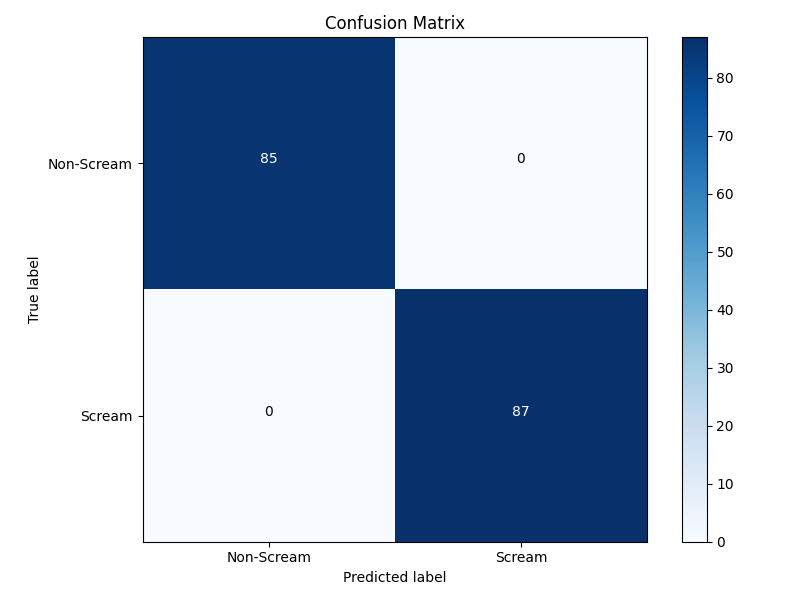 Confusion Matrix
Non-Scream
85
0
Scream
0
87
Non-Scream
Scream
Predicted label
True label
80
70
60
50
40
30
20
10
0